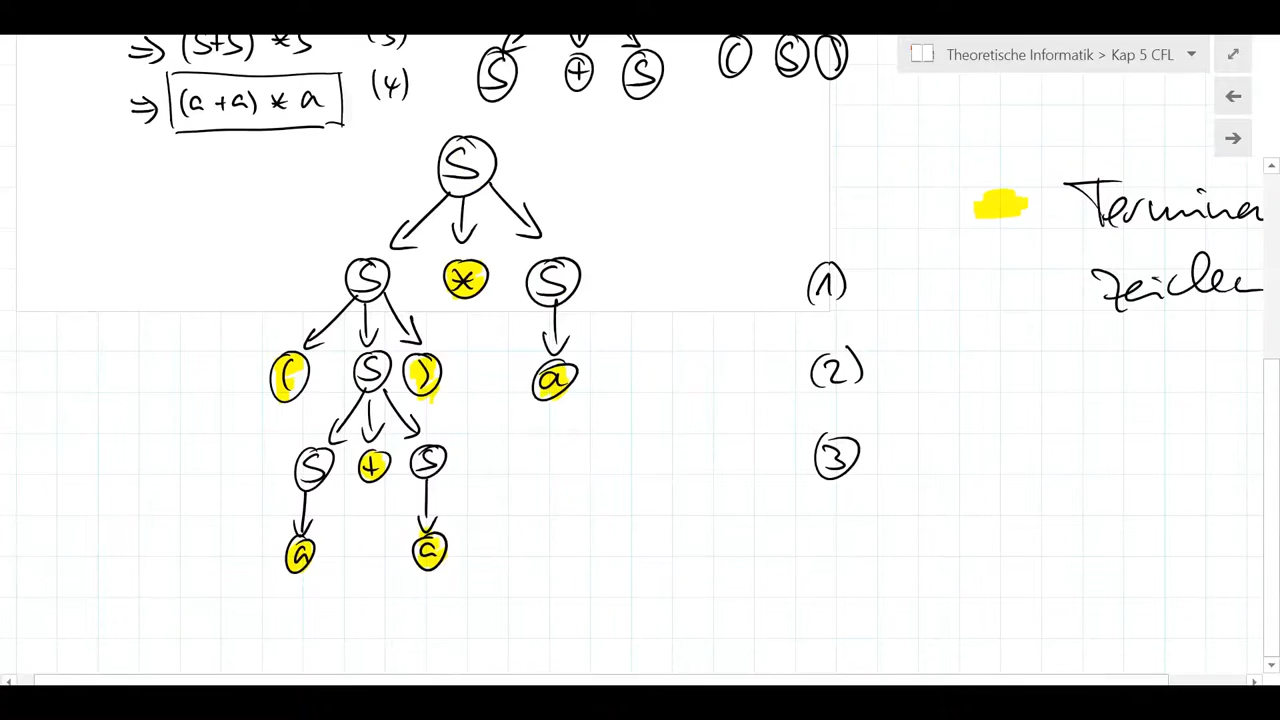 ⇒ (S+S) * S (3)
S + S ( S )
Theoretische Informatik > Kap 5 CFL
⇒ (a + a) * a (4)
S
Terminal
S * S (1) zeichen
( S ) a (2)
S + S (3)
a a